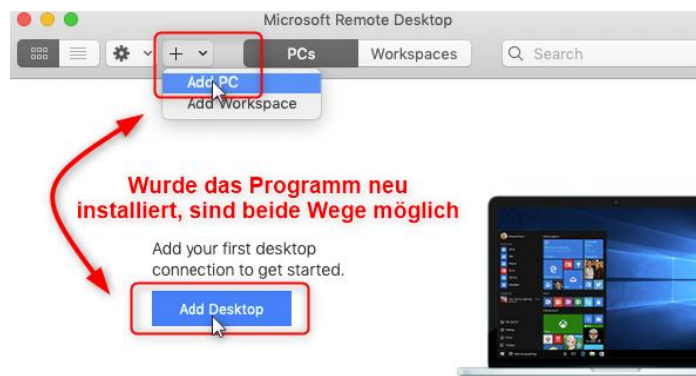 Microsoft Remote Desktop
PCs
Workspaces
Search
Add PC
Add Workspace
Wurde das Programm neu
installiert, sind beide Wege möglich
Add your first desktop
connection to get started.
Add Desktop